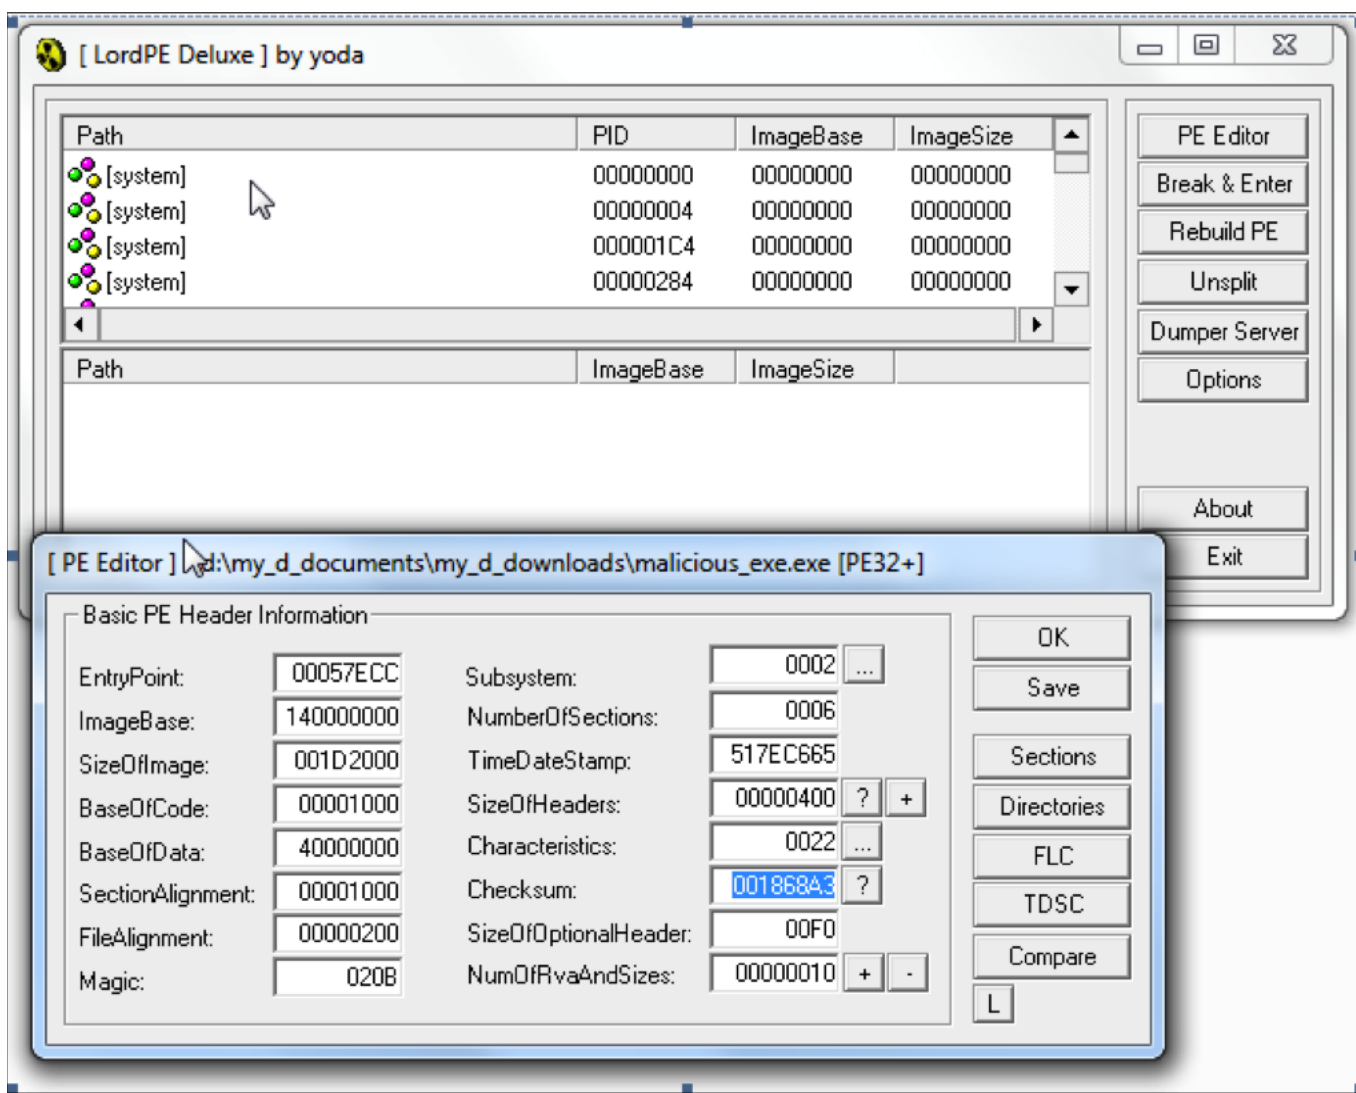 [ LordPE Deluxe ] by yoda
Path PID ImageBase ImageSize
[system] 00000000 00000000 00000000
[system] 00000004 00000000 00000000
[system] 000001C4 00000000 00000000
[system] 00000284 00000000 00000000
Path ImageBase ImageSize
PE Editor
Break & Enter
Rebuild PE
Unsplit
Dumper Server
Options
About
Exit
[ PE Editor ] d:\my_d_documents\my_d_downloads\malicious_exe.exe [PE32+]
Basic PE Header Information
EntryPoint: 00057ECC Subsystem: 0002 ...
ImageBase: 140000000 NumberOfSections: 0006
SizeOfImage: 001D2000 TimeDateStamp: 517EC665
BaseOfCode: 00001000 SizeOfHeaders: 00000400 ? +
BaseOfData: 40000000 Characteristics: 0022 ...
SectionAlignment: 00001000 Checksum: 001868A3 ?
FileAlignment: 00000200 SizeOfOptionalHeader: 00F0
Magic: 020B NumOfRvaAndSizes: 00000010 + -
OK
Save
Sections
Directories
FLC
TDSC
Compare
L